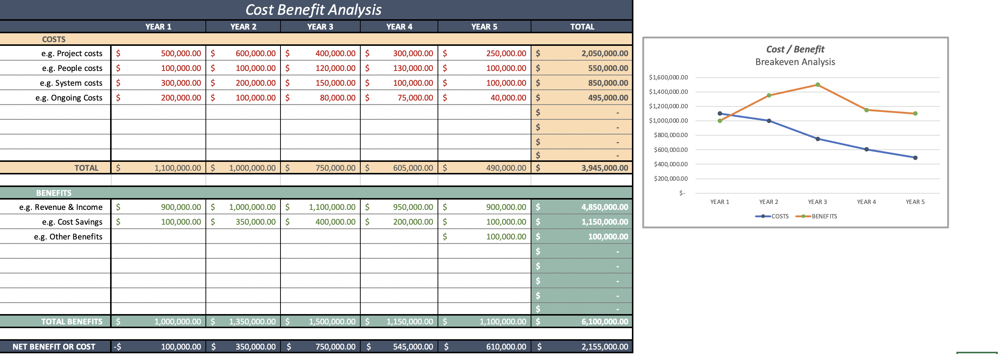 Cost Benefit Analysis
YEAR 1 YEAR 2 YEAR 3 YEAR 4 YEAR 5 TOTAL
COSTS
e.g. Project costs $ 500,000.00 $ 600,000.00 $ 400,000.00 $ 300,000.00 $ 250,000.00 $ 2,050,000.00
e.g. People costs $ 100,000.00 $ 100,000.00 $ 120,000.00 $ 130,000.00 $ 100,000.00 $ 550,000.00
e.g. System costs $ 300,000.00 $ 200,000.00 $ 150,000.00 $ 100,000.00 $ 100,000.00 $ 850,000.00
e.g. Ongoing Costs $ 200,000.00 $ 100,000.00 $ 80,000.00 $ 75,000.00 $ 40,000.00 $ 495,000.00
$ -
$ -
$ -
$ -
TOTAL $ 1,100,000.00 $ 1,000,000.00 $ 750,000.00 $ 605,000.00 $ 490,000.00 $ 3,945,000.00
BENEFITS
e.g. Revenue & Income $ 900,000.00 $ 1,000,000.00 $ 1,100,000.00 $ 950,000.00 $ 900,000.00 $ 4,850,000.00
e.g. Cost Savings $ 100,000.00 $ 350,000.00 $ 400,000.00 $ 200,000.00 $ 100,000.00 $ 1,150,000.00
e.g. Other Benefits $ 100,000.00 $ 100,000.00
$ -
$ -
$ -
$ -
$ -
TOTAL BENEFITS $ 1,000,000.00 $ 1,350,000.00 $ 1,500,000.00 $ 1,150,000.00 $ 1,100,000.00 $ 6,100,000.00
NET BENEFIT OR COST -$ 100,000.00 $ 350,000.00 $ 750,000.00 $ 545,000.00 $ 610,000.00 $ 2,155,000.00
Cost / Benefit
Breakeven Analysis
$1,600,000.00
$1,400,000.00
$1,200,000.00
$1,000,000.00
$800,000.00
$600,000.00
$400,000.00
$200,000.00
$-
YEAR 1 YEAR 2 YEAR 3 YEAR 4 YEAR 5
COSTS BENEFITS